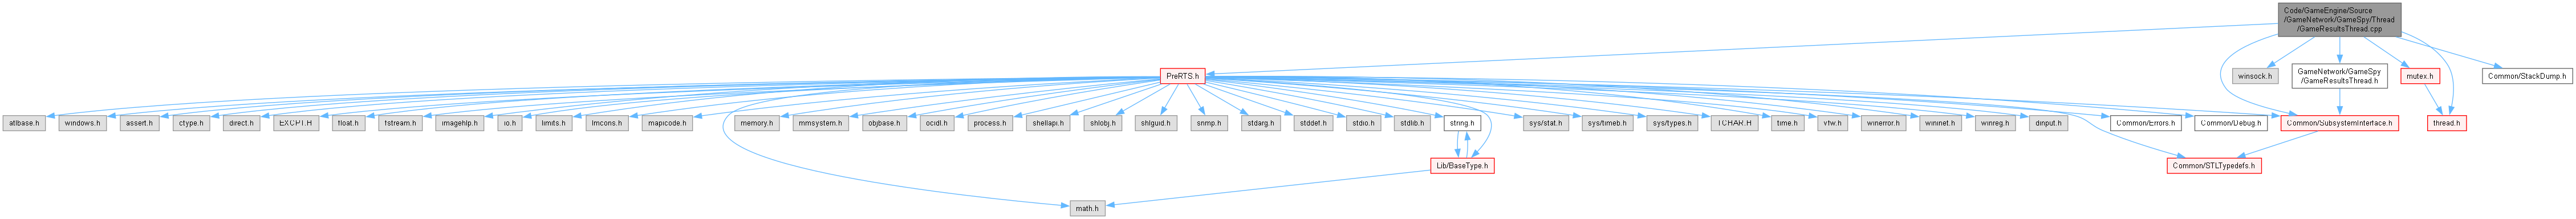 Code/GameEngine/Source
/GameNetwork/GameSpy/Thread
/GameResultsThread.cpp
PreRTS.h
winsock.h
GameNetwork/GameSpy
/GameResultsThread.h
mutex.h
Common/StackDump.h
atlbase.h
windows.h
assert.h
ctype.h
direct.h
EXCPT.H
float.h
fstream.h
imagehlp.h
io.h
limits.h
lmcons.h
mapicode.h
memory.h
mmsystem.h
objbase.h
ocidl.h
process.h
shellapi.h
shlobj.h
shlguid.h
snmp.h
stdarg.h
stddef.h
stdio.h
stdlib.h
string.h
sys/stat.h
sys/timeb.h
sys/types.h
TCHAR.H
time.h
vfw.h
winerror.h
wininet.h
winreg.h
dinput.h
Common/Errors.h
Common/Debug.h
Common/SubsystemInterface.h
thread.h
Lib/BaseType.h
Common/STLTypedefs.h
math.h